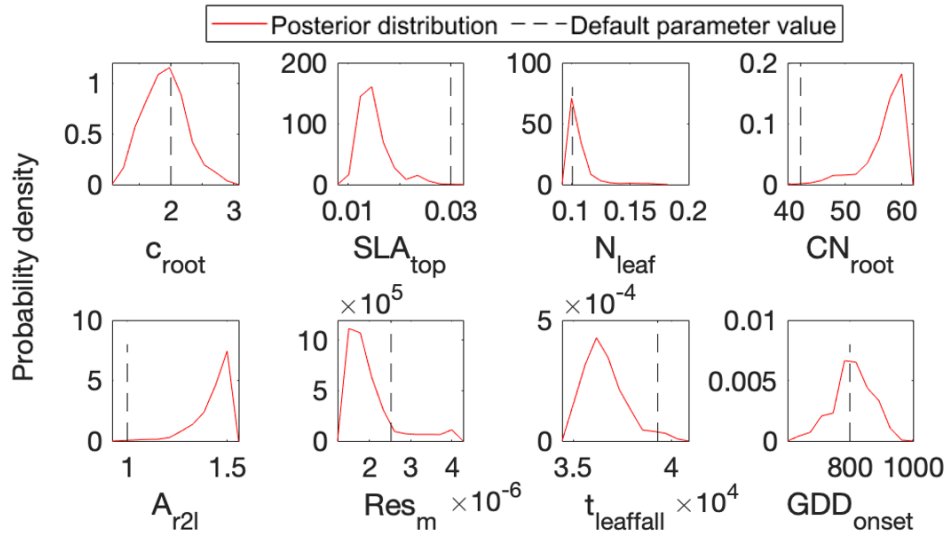 Posterior distribution Default parameter value
Probability density
1
0.5
0
2 3
c_root
200
100
0
0.01 0.03
SLA_top
100
50
0
0.1 0.15 0.2
N_leaf
0.2
0.1
0
40 50 60
CN_root
10
5
0
1 1.5
A_r2l
×10^5
10
5
0
2 3 4
Res_m ×10^-6
×10^-4
5
0
3.5 4
t_leaffall ×10^4
0.01
0.005
0
800 1000
GDD_onset